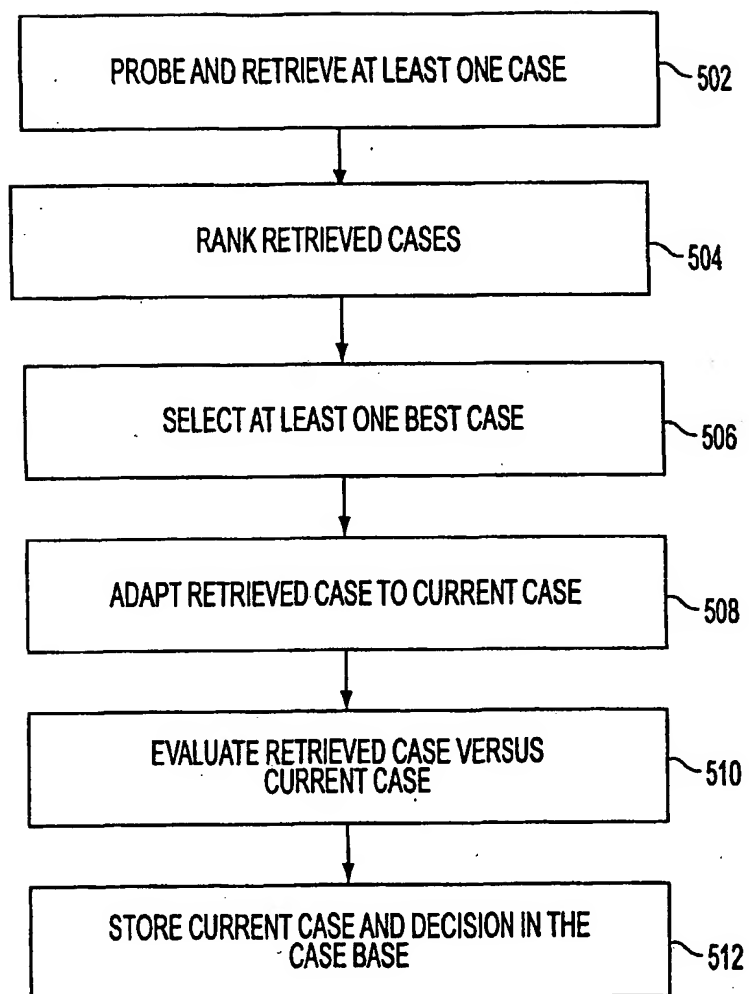 PROBE AND RETRIEVE AT LEAST ONE CASE
502
RANK RETRIEVED CASES
504
SELECT AT LEAST ONE BEST CASE
506
ADAPT RETRIEVED CASE TO CURRENT CASE
508
EVALUATE RETRIEVED CASE VERSUS
CURRENT CASE
510
STORE CURRENT CASE AND DECISION IN THE
CASE BASE
512